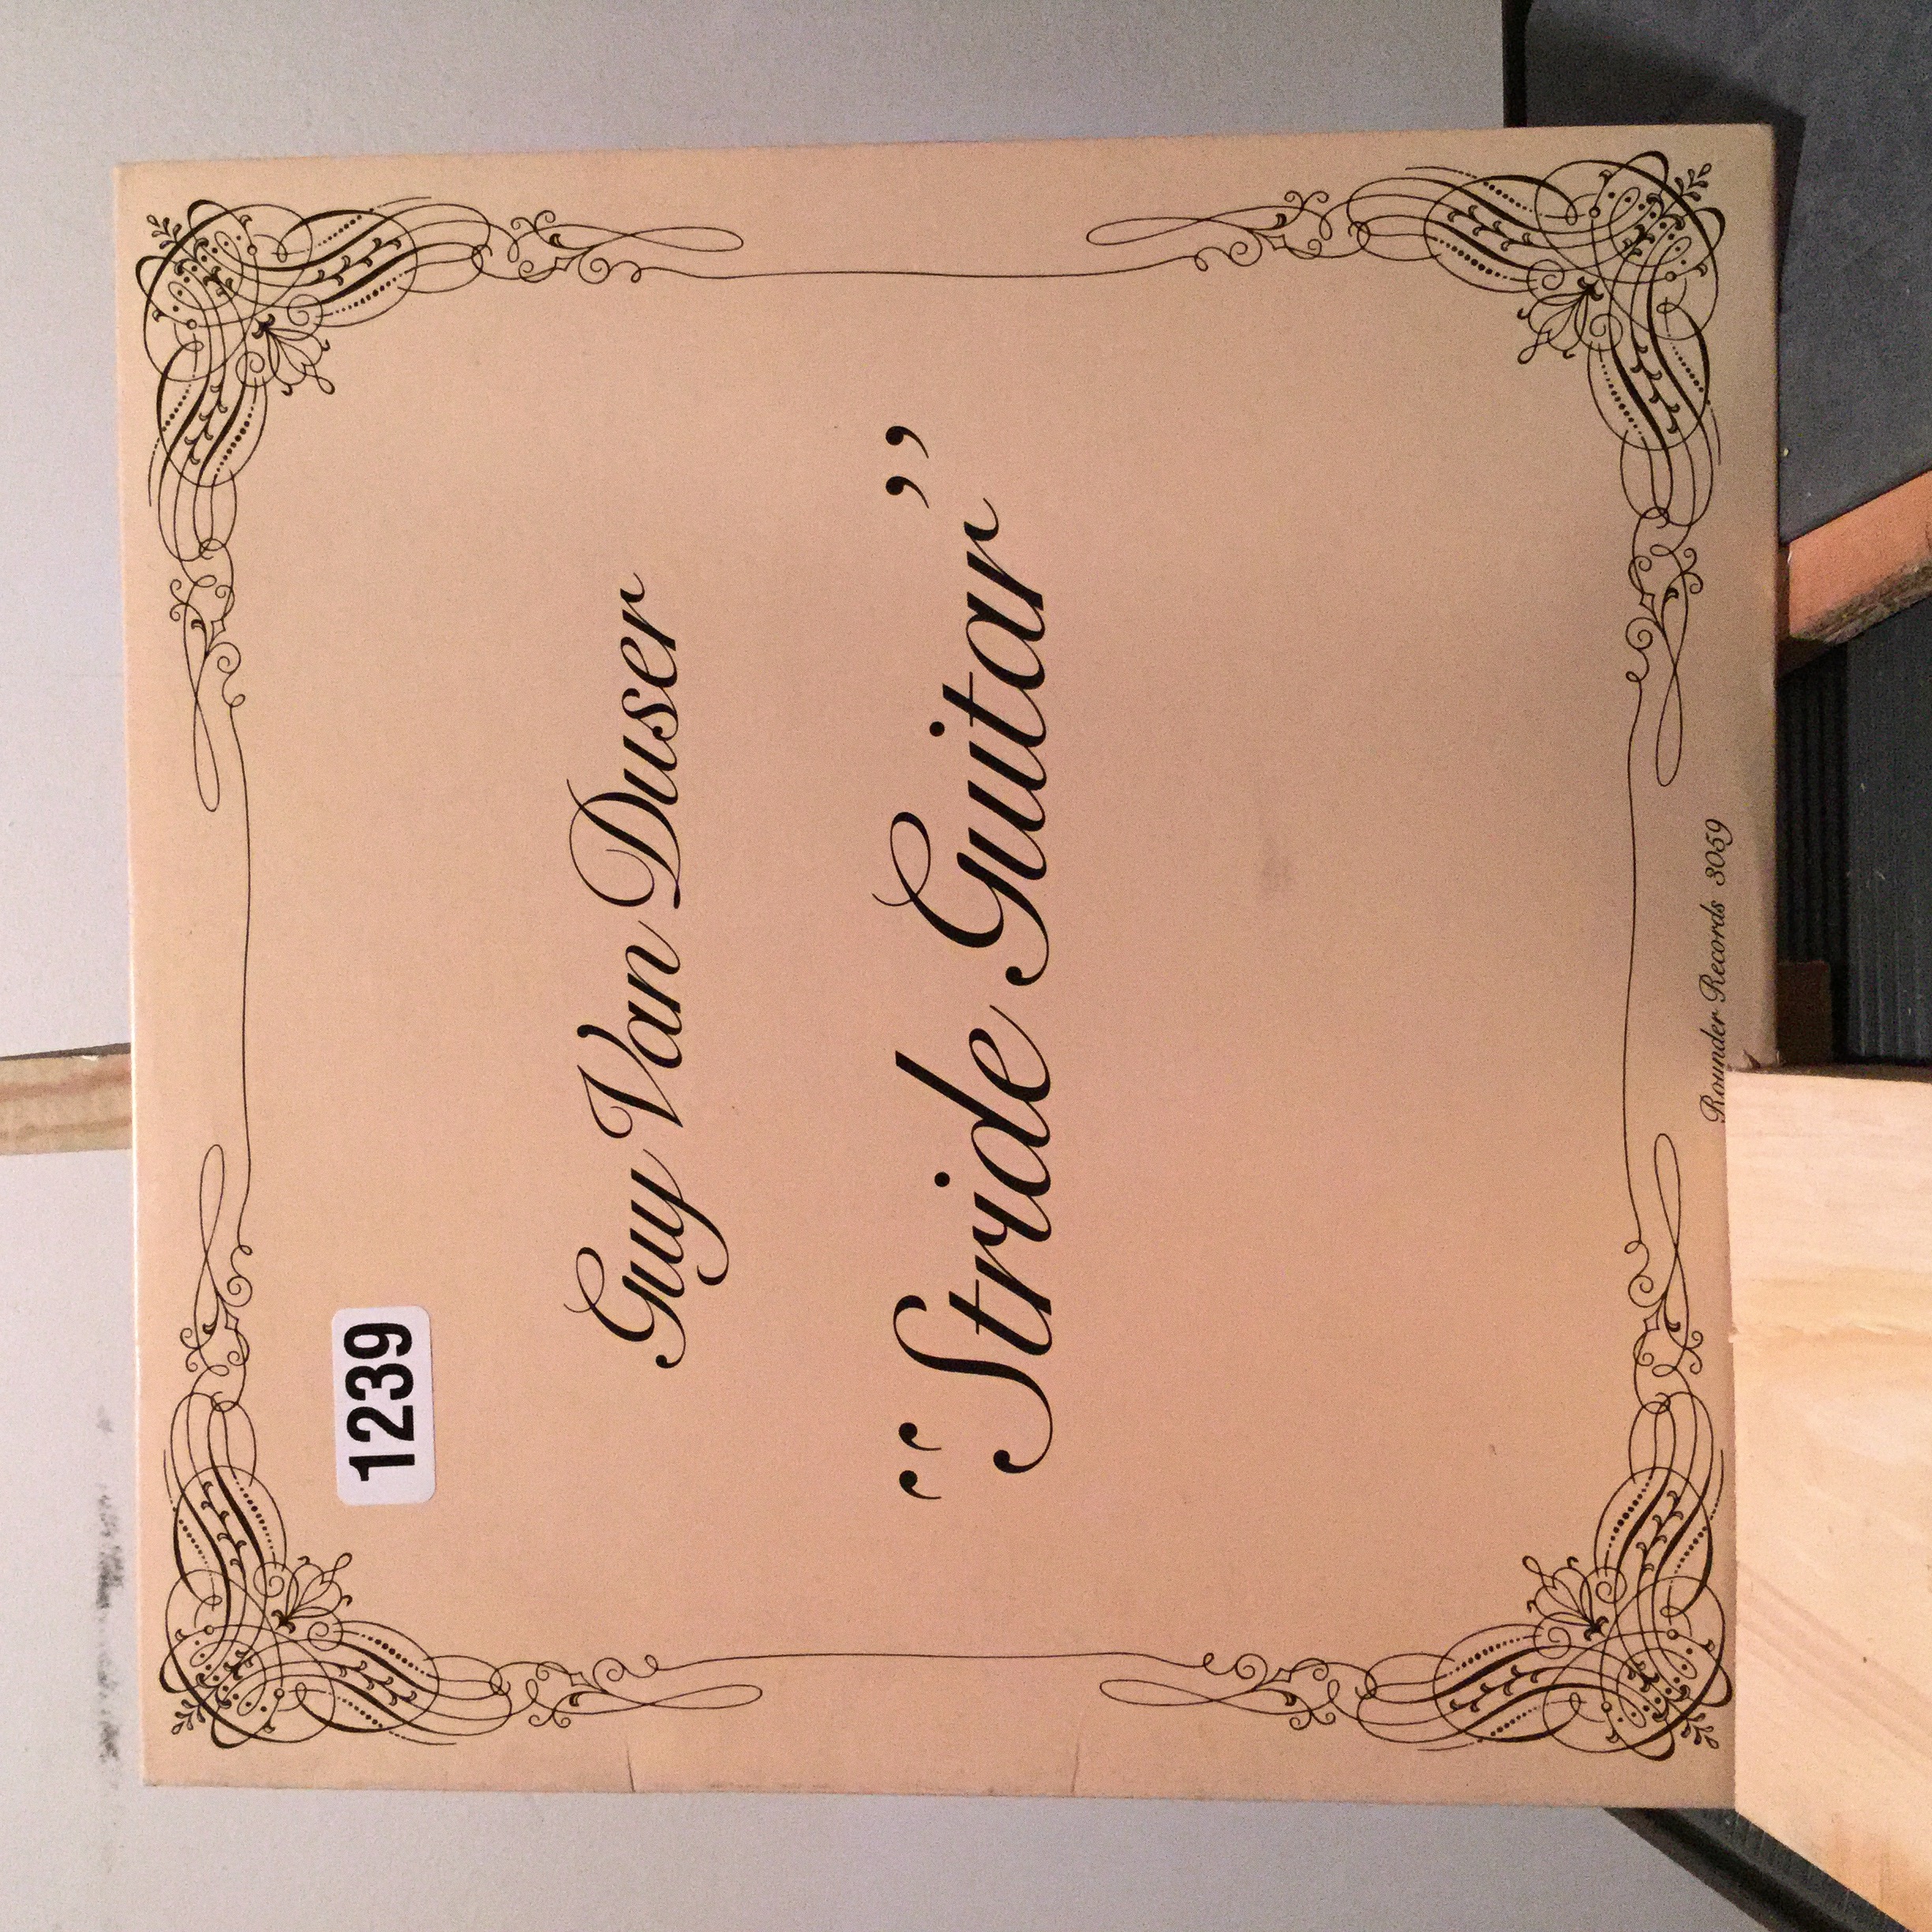 1239
Guy Van Duser
“Stride Guitar”
Rounder Records 3059